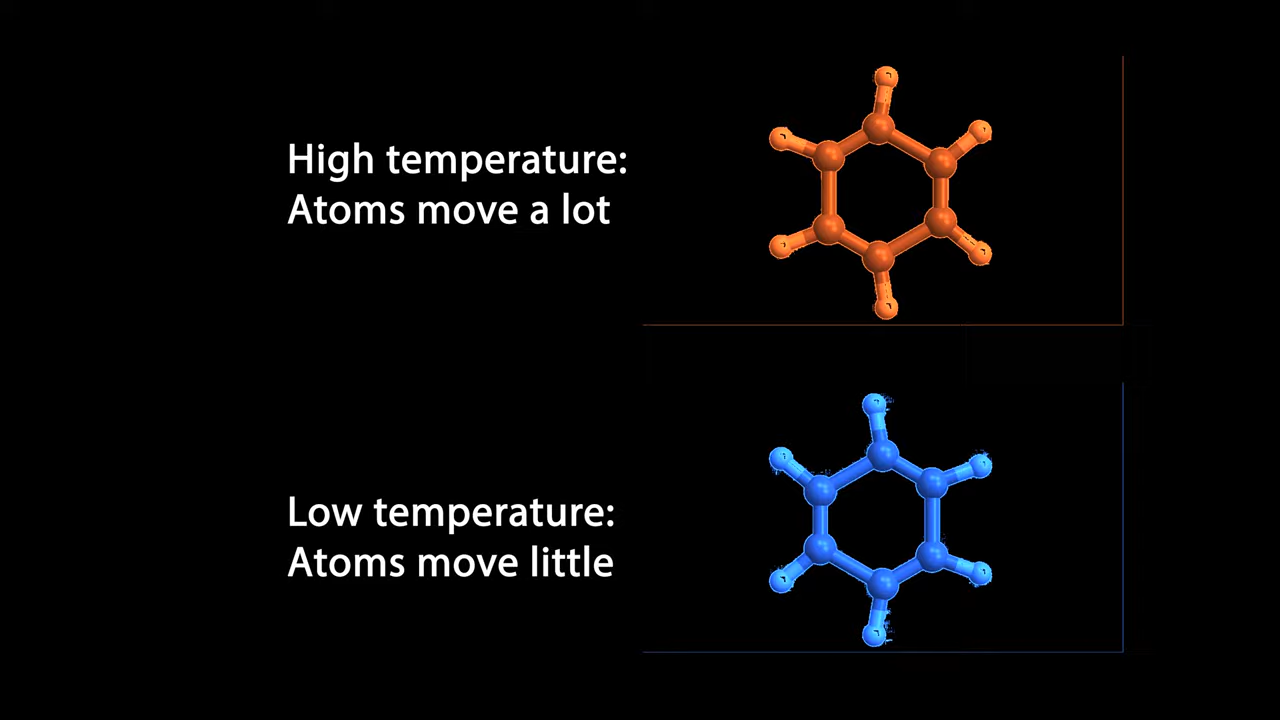 High temperature:
Atoms move a lot
Low temperature:
Atoms move little